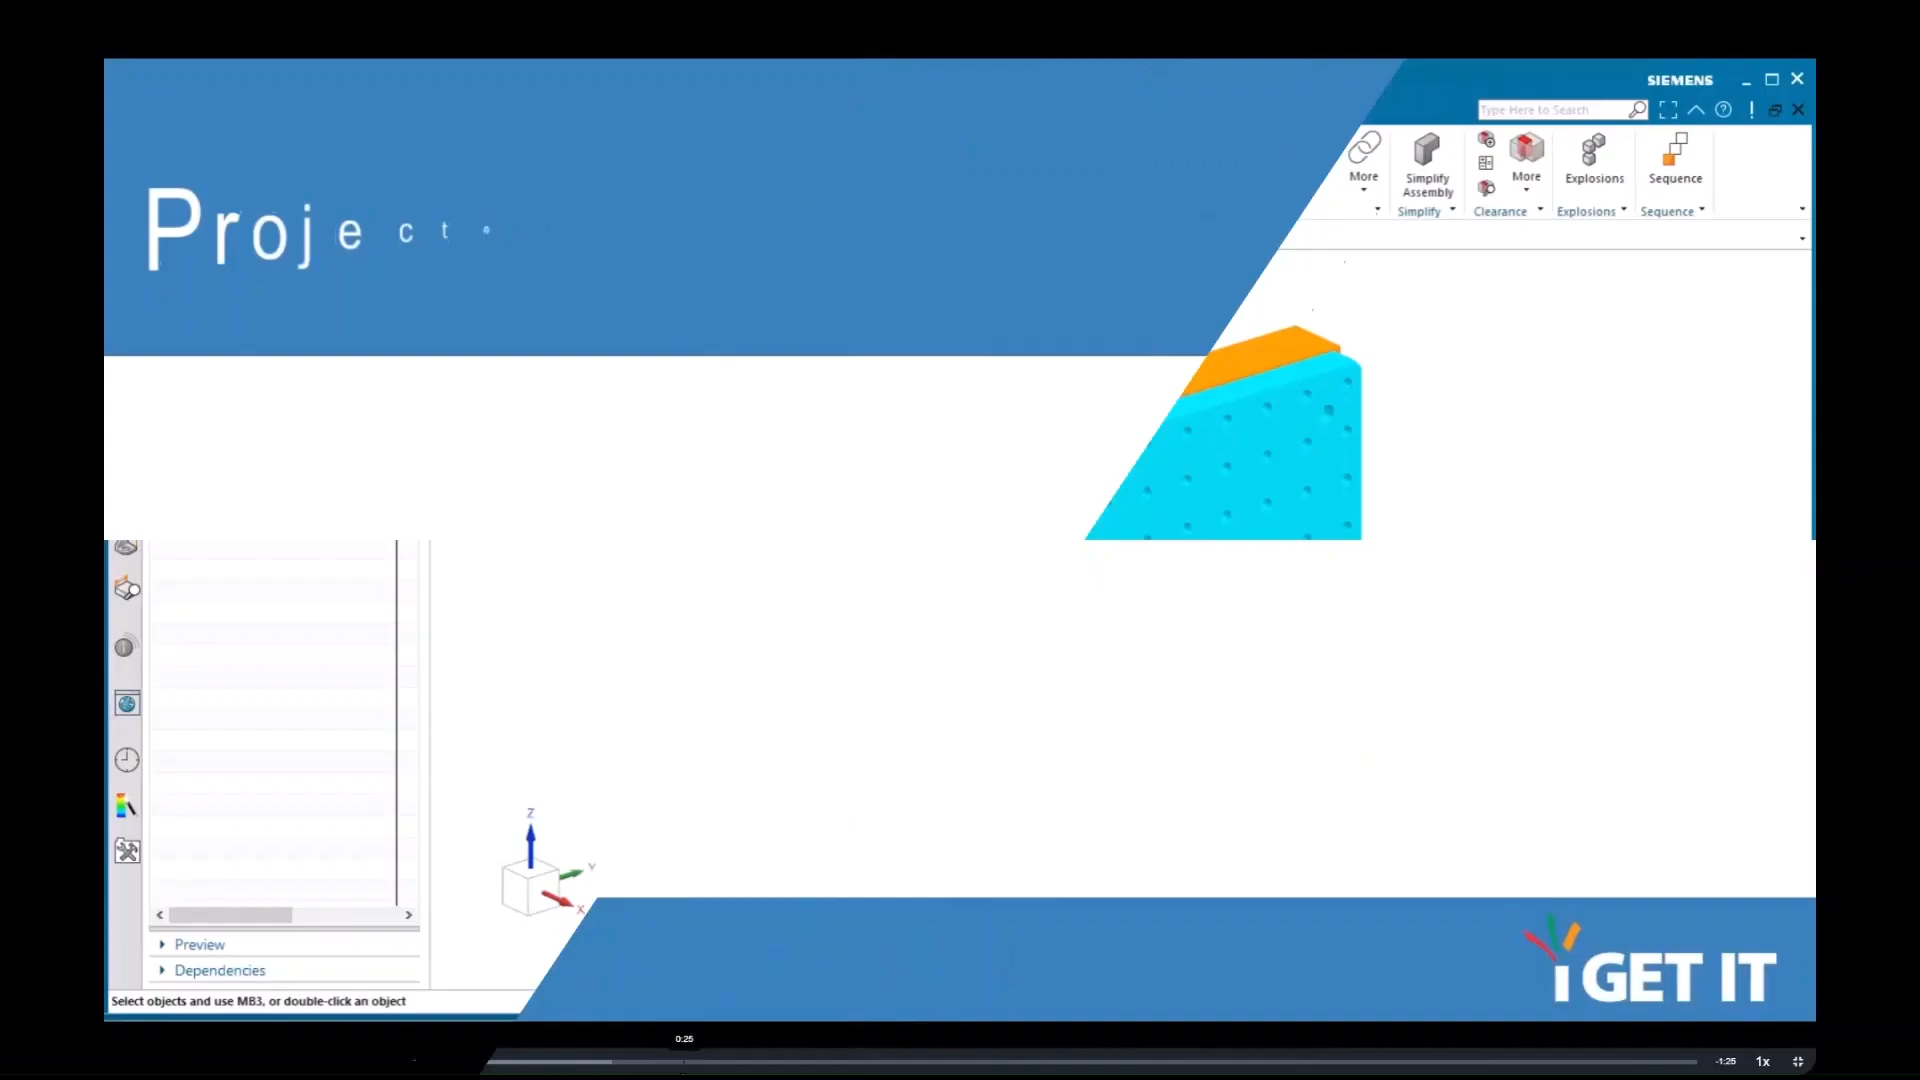 SIEMENS
Type Here to Search
Project
More
Simplify Assembly
More
Explosions
Sequence
Simplify
Clearance
Explosions
Sequence
Z
Y
X
Preview
Dependencies
Select objects and use MB3, or double-click an object
i GET IT
0:25
-1:25
1x